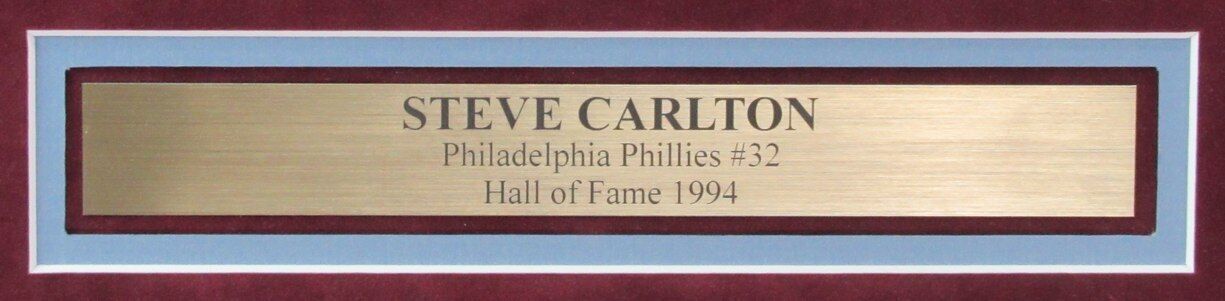 STEVE CARLTON
Philadelphia Phillies #32
Hall of Fame 1994